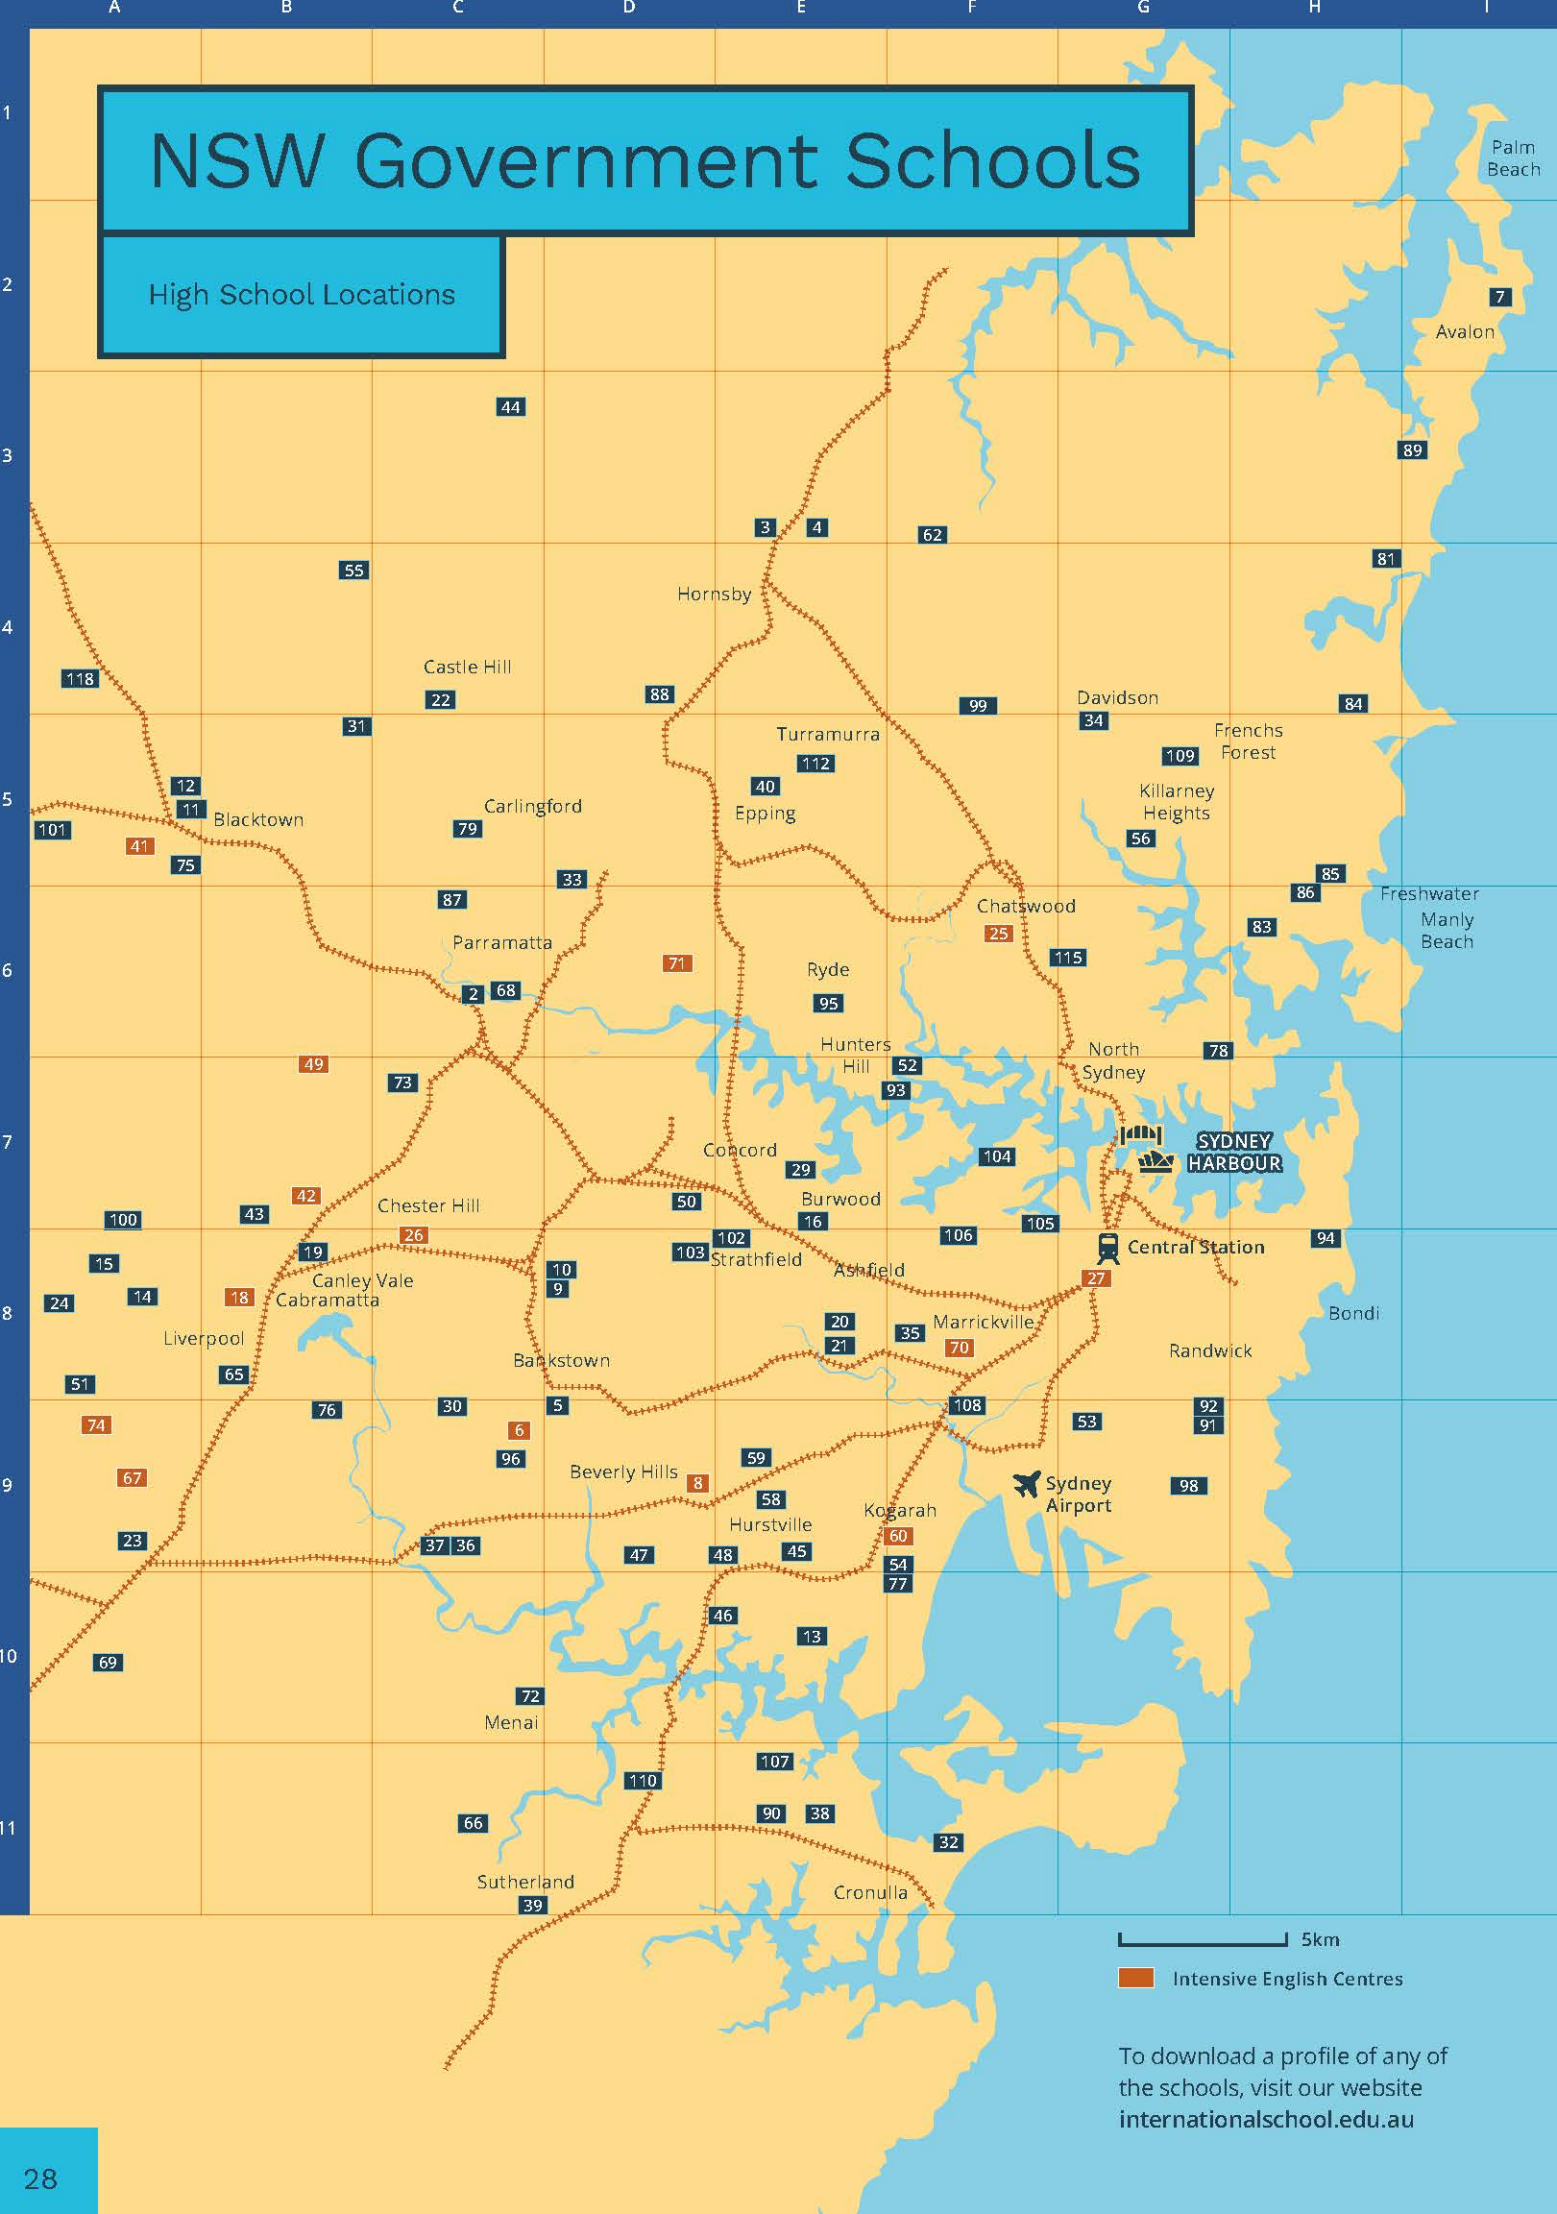 A B C D E F G H I
1
NSW Government Schools
Palm
Beach
2
High School Locations
7
Avalon
44
3
89
3 4 62
81
55
Hornsby
4
Castle Hill
118
22
88
99
Davidson
84
31
34
Turramurra
Frenchs
Forest
109
112
12
40
5
Killarney
Heights
11
Blacktown
Carlingford
Epping
101
79
41
56
75
33
85
86
Freshwater
87
Chatswood
Manly
Beach
25
83
Parramatta
71
115
6
Ryde
2 68
95
Hunters
Hill
North
Sydney
78
49
52
73
93
7
SYDNEY
HARBOUR
Concord
104
29
42
50
Burwood
Chester Hill
43
100
16
105
26
102
106
94
19
103
Strathfield
Central Station
15
10
Ashfield
27
Canley Vale
Cabramatta
9
24
14
18
8
Bondi
20
Marrickville
35
Liverpool
21
70
Randwick
Bankstown
65
51
76
30
5
108
92
53
91
74
6
96
59
67
Beverly Hills
8
9
Sydney
Airport
98
58
Kogarah
Hurstville
60
23
37 36
47
48
45
54
77
46
13
10
69
72
Menai
107
110
90 38
66
11
32
Sutherland
Cronulla
39
5km
Intensive English Centres
To download a profile of any of
the schools, visit our website
internationalschool.edu.au
28